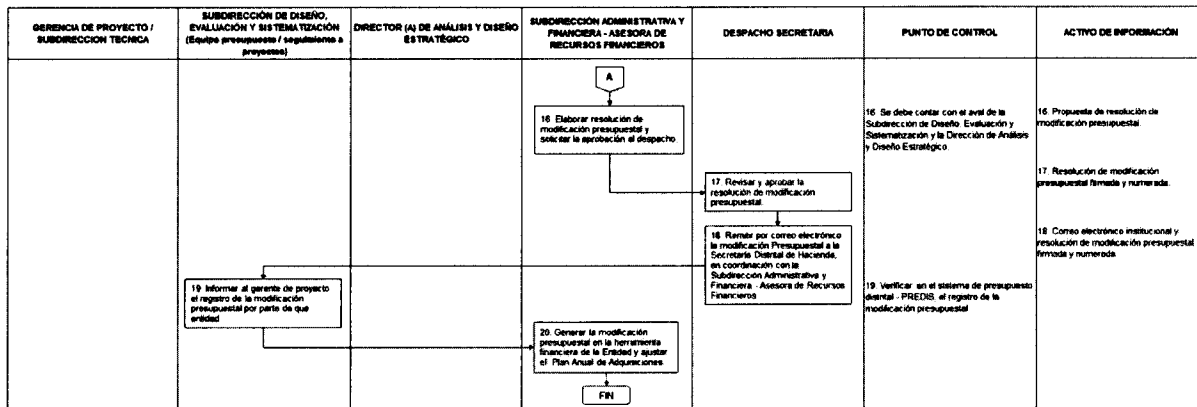 GERENCIA DE PROYECTO /
SUBDIRECCION TECNICA
SUBDIRECCIÓN DE DISEÑO,
EVALUACIÓN Y SISTEMATIZACIÓN
(Equipo presupuesto / seguimiento a
proyectos)
DIRECTOR (A) DE ANÁLISIS Y DISEÑO
ESTRATÉGICO
SUBDIRECCIÓN ADMINISTRATIVA Y
FINANCIERA - ASESORA DE
RECURSOS FINANCIEROS
DESPACHO SECRETARIA
PUNTO DE CONTROL
ACTIVO DE INFORMACIÓN
A
16 Elaborar resolución de
modificación presupuestal y
solicitar la aprobación al despacho
16 Se debe contar con el aval de la
Subdirección de Diseño, Evaluación y
Sistematización y la Dirección de Análisis
y Diseño Estratégico
16. Propuesta de resolución de
modificación presupuestal.
17. Revisar y aprobar la
resolución de modificación
presupuestal.
17. Resolución de modificación
presupuestal firmada y numerada.
18. Remitir por correo electrónico
la modificación Presupuestal a la
Secretaría Distrital de Hacienda,
en coordinación con la
Subdirección Administrativa y
Financiera - Asesora de Recursos
Financieros
18 Correo electrónico institucional y
resolución de modificación presupuestal
firmada y numerada
19 Informar al gerente de proyecto
el registro de la modificación
presupuestal por parte de que
entidad
19. Verificar en el sistema de presupuesto
distrital - PREDIS, el registro de la
modificación presupuestal
20. Generar la modificación
presupuestal en la herramienta
financiera de la Entidad y ajustar
el Plan Anual de Adquisiciones
FIN